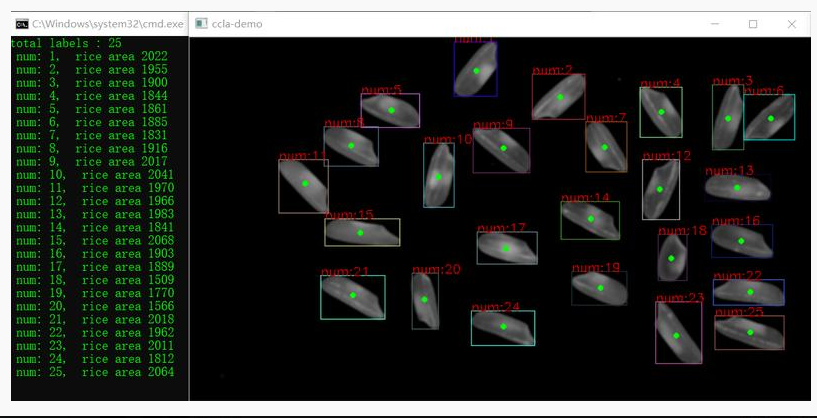 C:\Windows\system32\cmd.exe
ccla-demo
total labels : 25
num: 1, rice area 2022
num: 2, rice area 1955
num: 3, rice area 1900
num: 4, rice area 1844
num: 5, rice area 1861
num: 6, rice area 1885
num: 7, rice area 1831
num: 8, rice area 1916
num: 9, rice area 2017
num: 10, rice area 2041
num: 11, rice area 1970
num: 12, rice area 1966
num: 13, rice area 1983
num: 14, rice area 1841
num: 15, rice area 2068
num: 16, rice area 1903
num: 17, rice area 1889
num: 18, rice area 1509
num: 19, rice area 1770
num: 20, rice area 1566
num: 21, rice area 2018
num: 22, rice area 1962
num: 23, rice area 2011
num: 24, rice area 1812
num: 25, rice area 2064
num:2
num:3
num:4
num:5
num:6
num:7
num:8
num:9
num:10
num:11
num:12
num:13
num:14
num:15
num:16
num:17
num:18
num:19
num:20
num:21
num:22
num:23
num:24
num:25